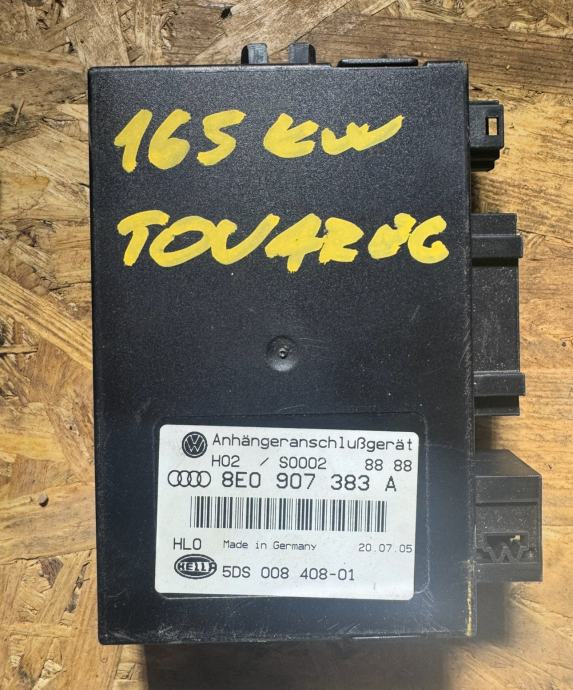 165 KW
TOUAREG
Anhängeranschlußgerät
H02 / S0002 88 88
8E0 907 383 A
HLO Made in Germany 20.07.05
HELLA 5DS 008 408-01